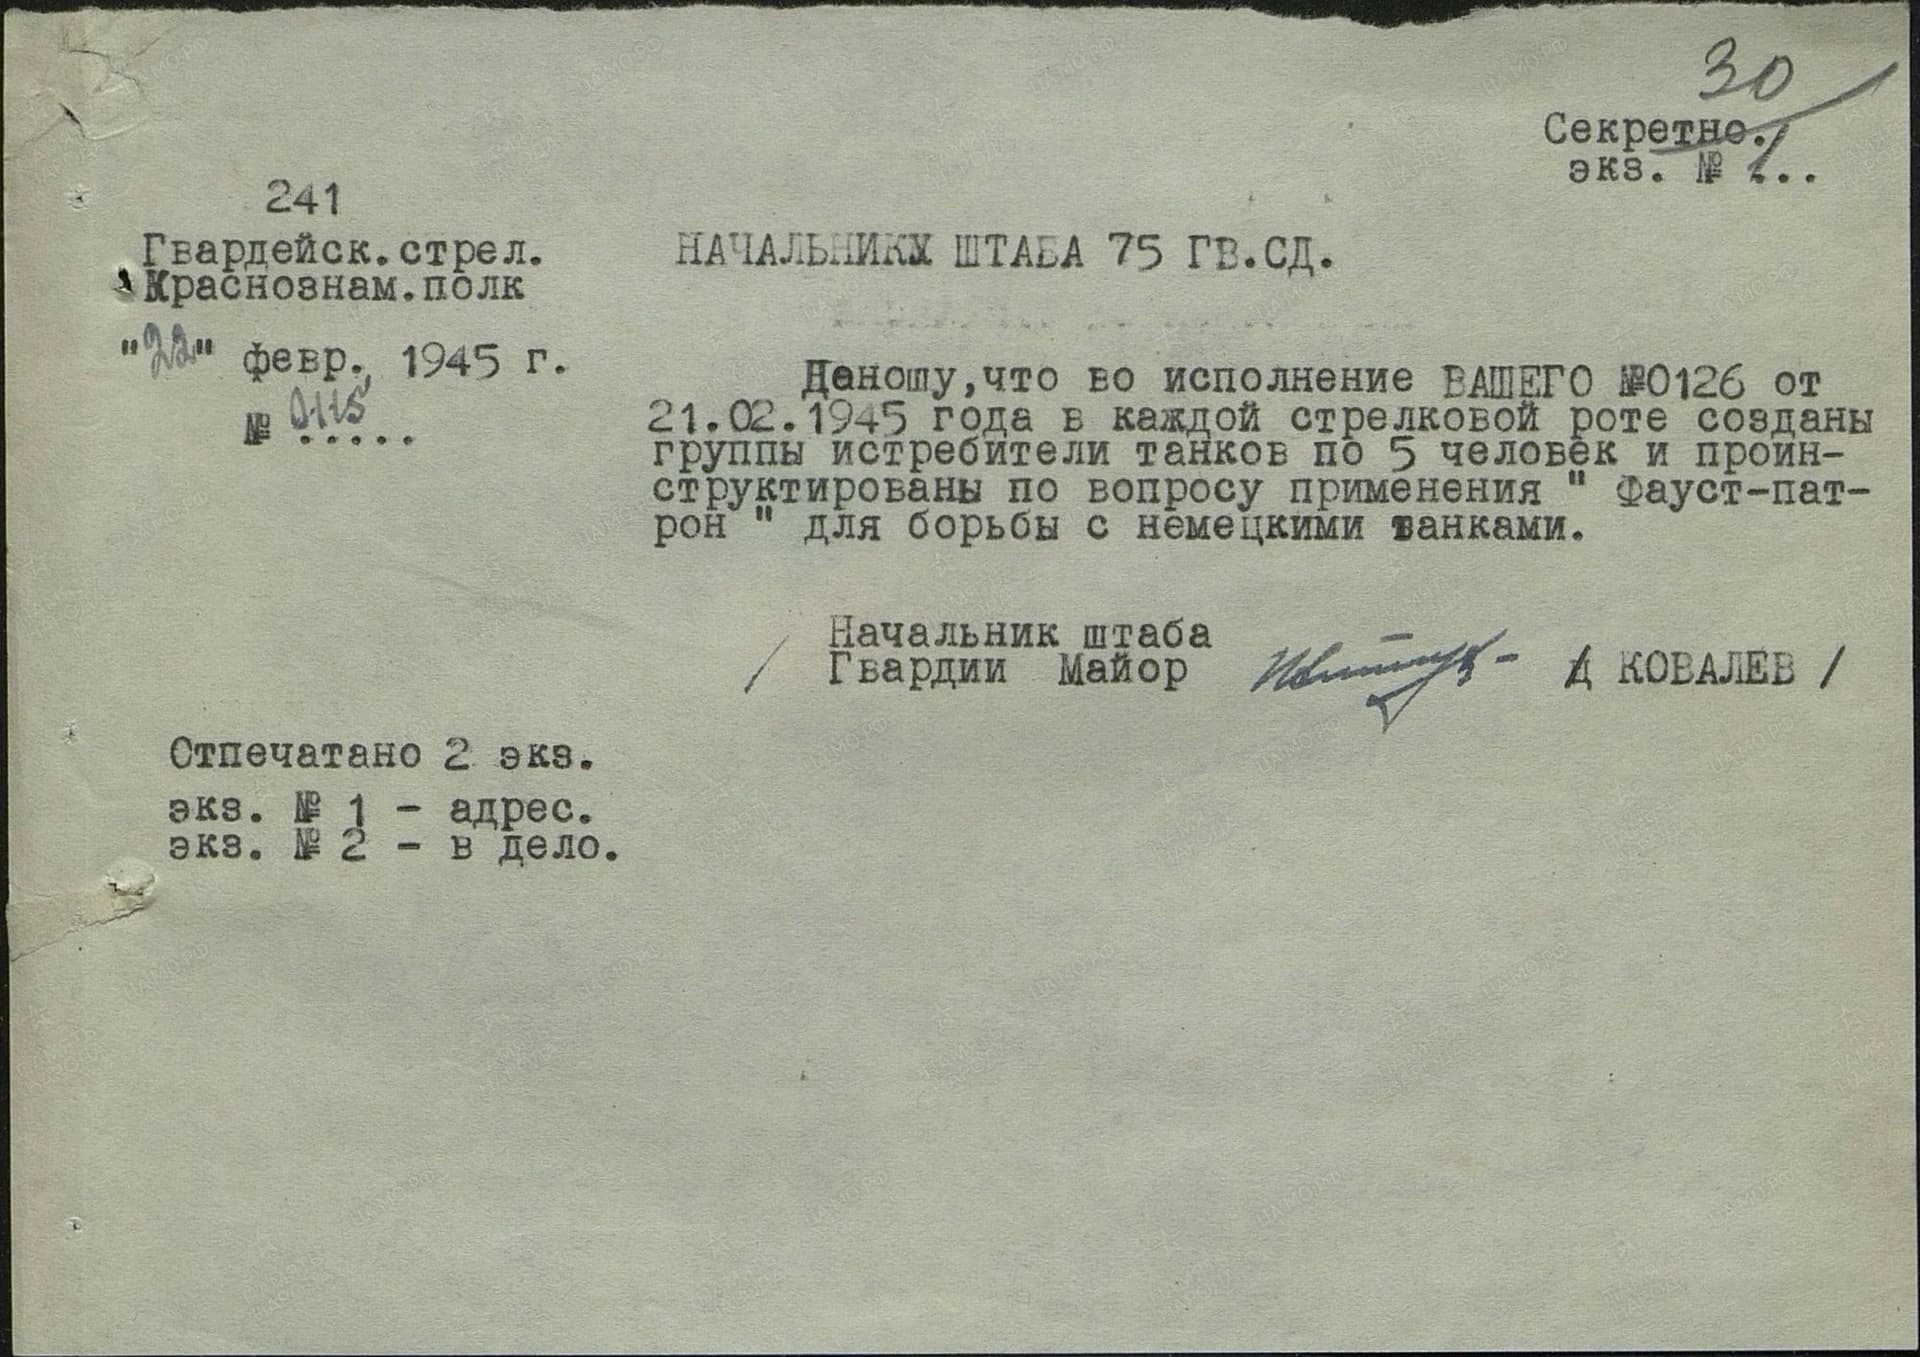 30
Секретно.
экз. № 1..
241
Гвардейск.стрел.
Краснознам.полк
"22" февр. 1945 г.
№ 0115
НАЧАЛЬНИКУ ШТАБА 75 ГВ.СД.
Доношу,что во исполнение ВАШЕГО №0126 от
21.02.1945 года в каждой стрелковой роте созданы
группы истребители танков по 5 человек и проин-
структированы по вопросу применения " Фауст-пат-
рон " для борьбы с немецкими танками.
Начальник штаба
/ Гвардии Майор / КОВАЛЕВ /
Отпечатано 2 экз.
экз. № 1 - адрес.
экз. № 2 - в дело.